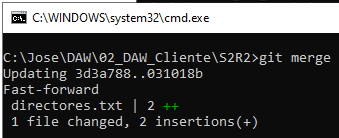 C:\WINDOWS\system32\cmd.exe
C:\Jose\DAW\02_DAW_Cliente\S2R2>git merge
Updating 3d3a788..031018b
Fast-forward
 directores.txt | 2 ++
 1 file changed, 2 insertions(+)